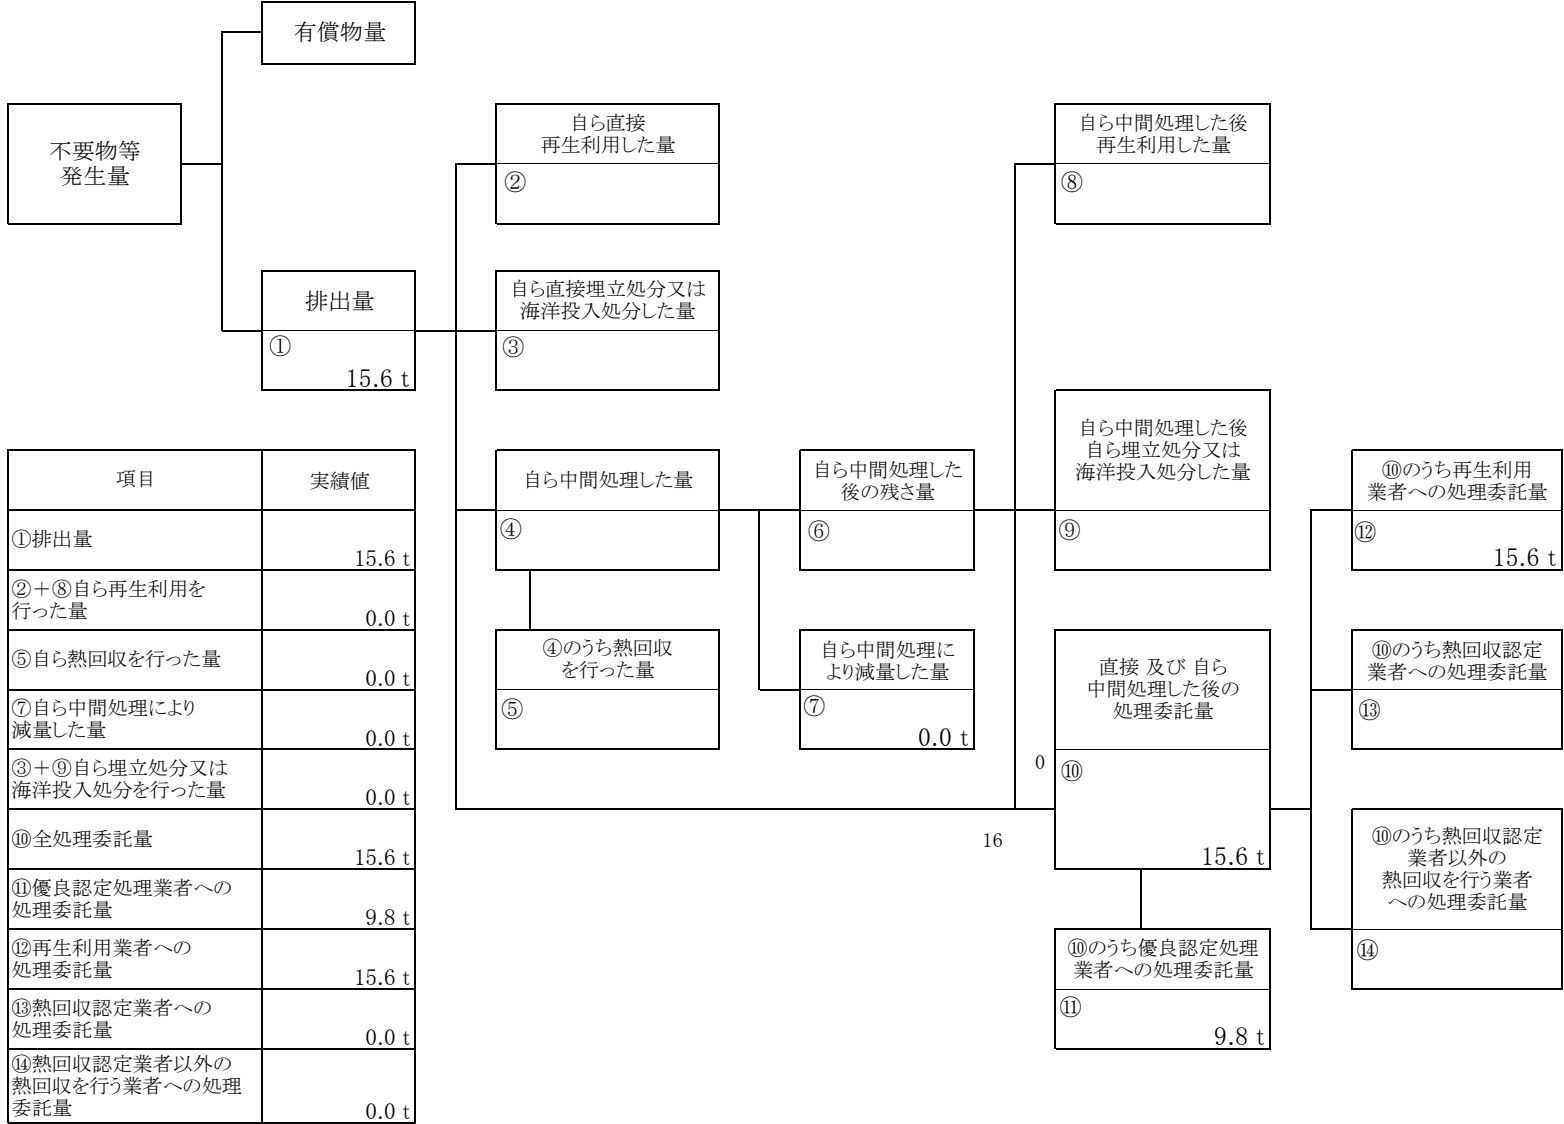 有償物量
不要物等
発生量
自ら直接
再生利用した量
②
自ら中間処理した後
再生利用した量
⑧
排出量
①
15.6 t
自ら直接埋立処分又は
海洋投入処分した量
③
自ら中間処理した量
④
自ら中間処理した
後の残さ量
⑥
自ら中間処理した後
自ら埋立処分又は
海洋投入処分した量
⑨
⑩のうち再生利用
業者への処理委託量
⑫
15.6 t
④のうち熱回収
を行った量
⑤
自ら中間処理に
より減量した量
⑦
0.0 t
直接 及び 自ら
中間処理した後の
処理委託量
0
⑩
15.6 t
16
⑩のうち熱回収認定
業者への処理委託量
⑬
⑩のうち熱回収認定
業者以外の
熱回収を行う業者
への処理委託量
⑭
⑩のうち優良認定処理
業者への処理委託量
⑪
9.8 t
項目 実績値
①排出量
15.6 t
②＋⑧自ら再生利用を
行った量
0.0 t
⑤自ら熱回収を行った量
0.0 t
⑦自ら中間処理により
減量した量
0.0 t
③＋⑨自ら埋立処分又は
海洋投入処分を行った量
0.0 t
⑩全処理委託量
15.6 t
⑪優良認定処理業者への
処理委託量
9.8 t
⑫再生利用業者への
処理委託量
15.6 t
⑬熱回収認定業者への
処理委託量
0.0 t
⑭熱回収認定業者以外の
熱回収を行う業者への処理
委託量
0.0 t